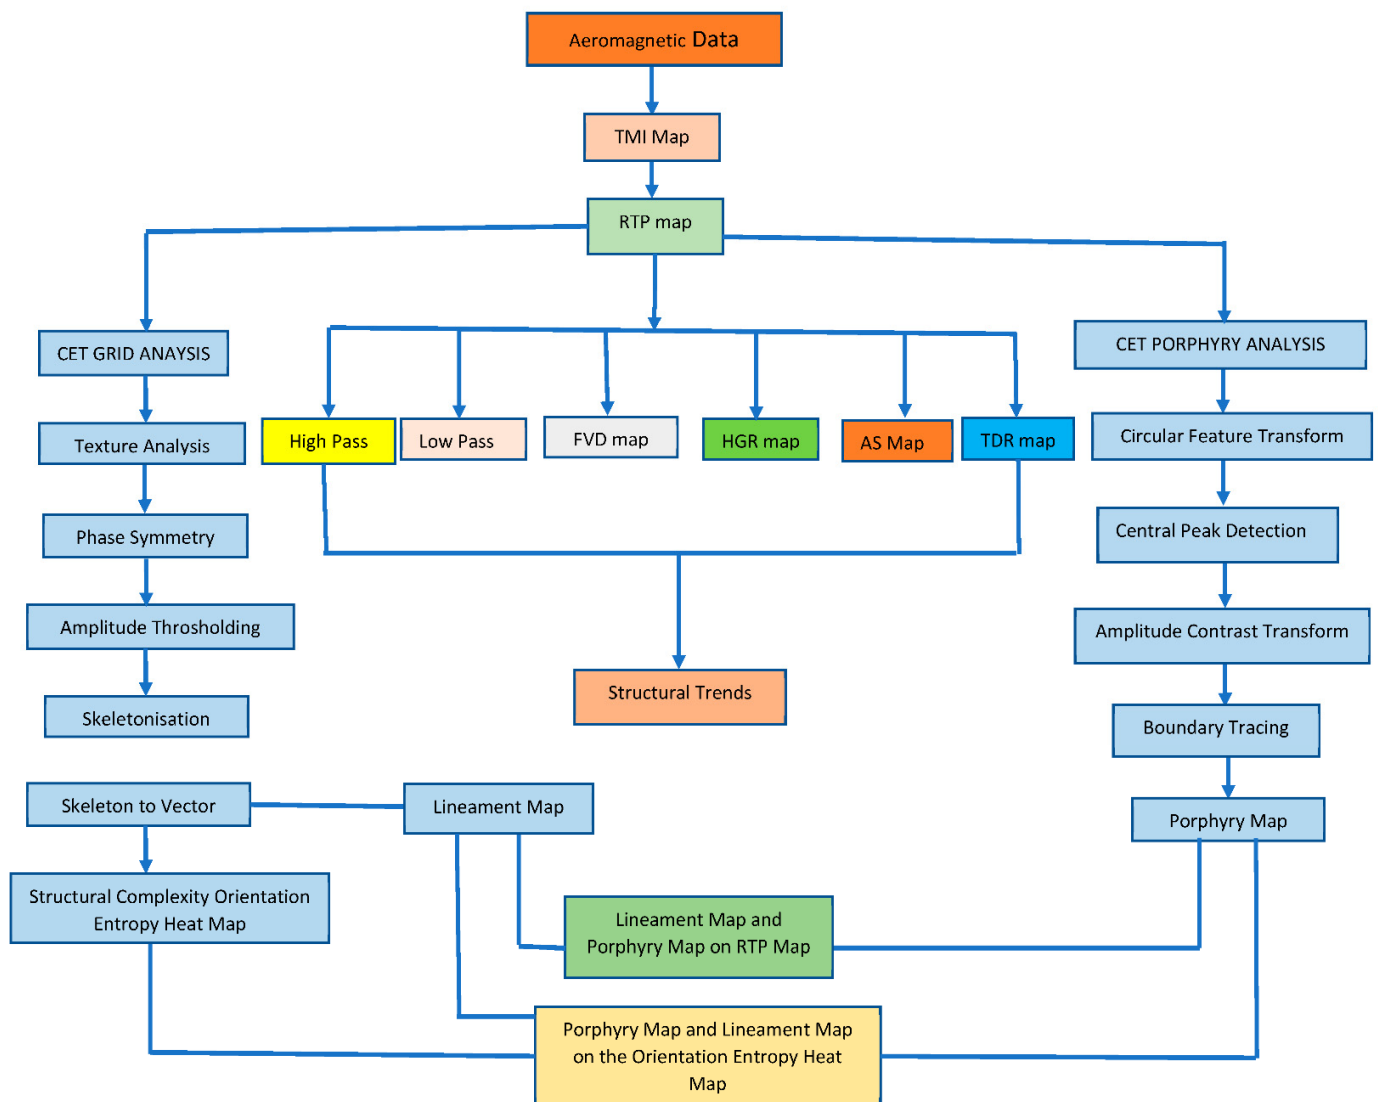 Aeromagnetic Data
TMI Map
RTP map
CET GRID ANAYSIS
CET PORPHYRY ANALYSIS
High Pass
Low Pass
FVD map
HGR map
AS Map
TDR map
Texture Analysis
Circular Feature Transform
Phase Symmetry
Central Peak Detection
Amplitude Throsholding
Amplitude Contrast Transform
Skeletonisation
Structural Trends
Boundary Tracing
Skeleton to Vector
Lineament Map
Porphyry Map
Structural Complexity Orientation
Entropy Heat Map
Lineament Map and
Porphyry Map on RTP Map
Porphyry Map and Lineament Map
on the Orientation Entropy Heat
Map